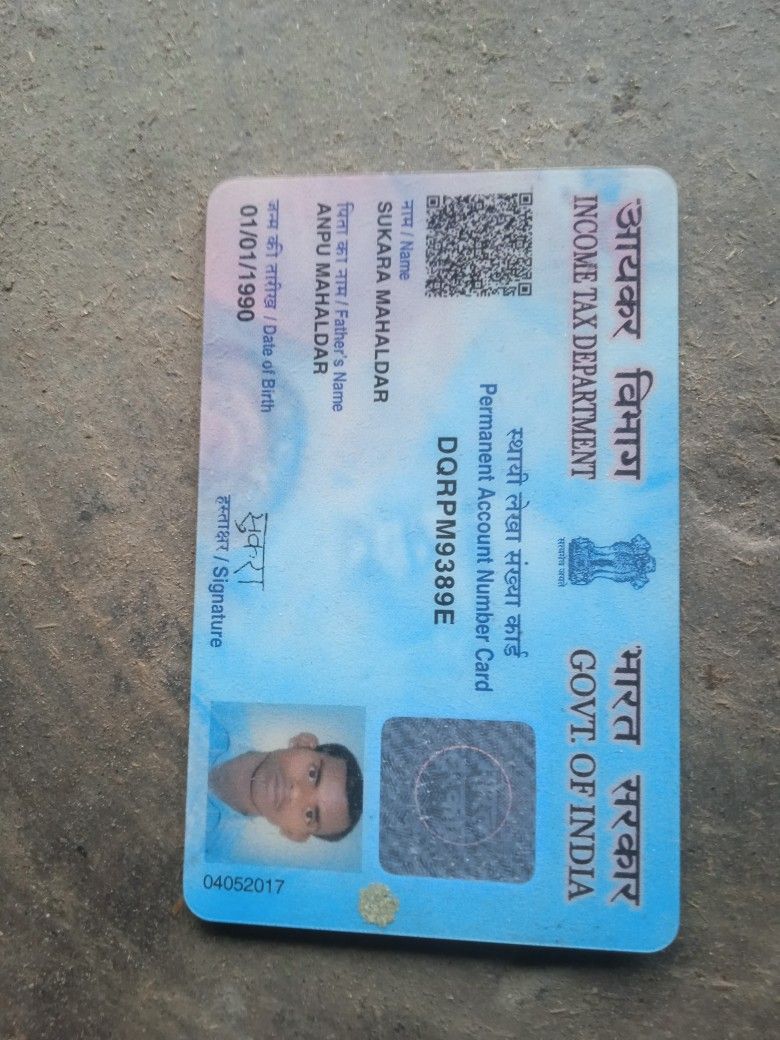 आयकर विभाग
INCOME TAX DEPARTMENT
सत्यमेव जयते
भारत सरकार
GOVT. OF INDIA
स्थायी लेखा संख्या कार्ड
Permanent Account Number Card
DQRPM9389E
नाम / Name
SUKARA MAHALDAR
पिता का नाम / Father's Name
ANPU MAHALDAR
जन्म की तारीख / Date of Birth
01/01/1990
सुकरा
हस्ताक्षर / Signature
04052017